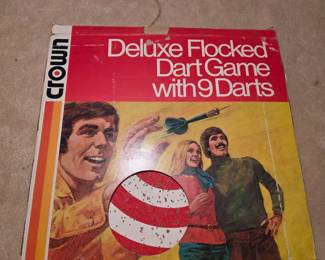 crown
Deluxe Flocked
Dart Game
with 9 Darts